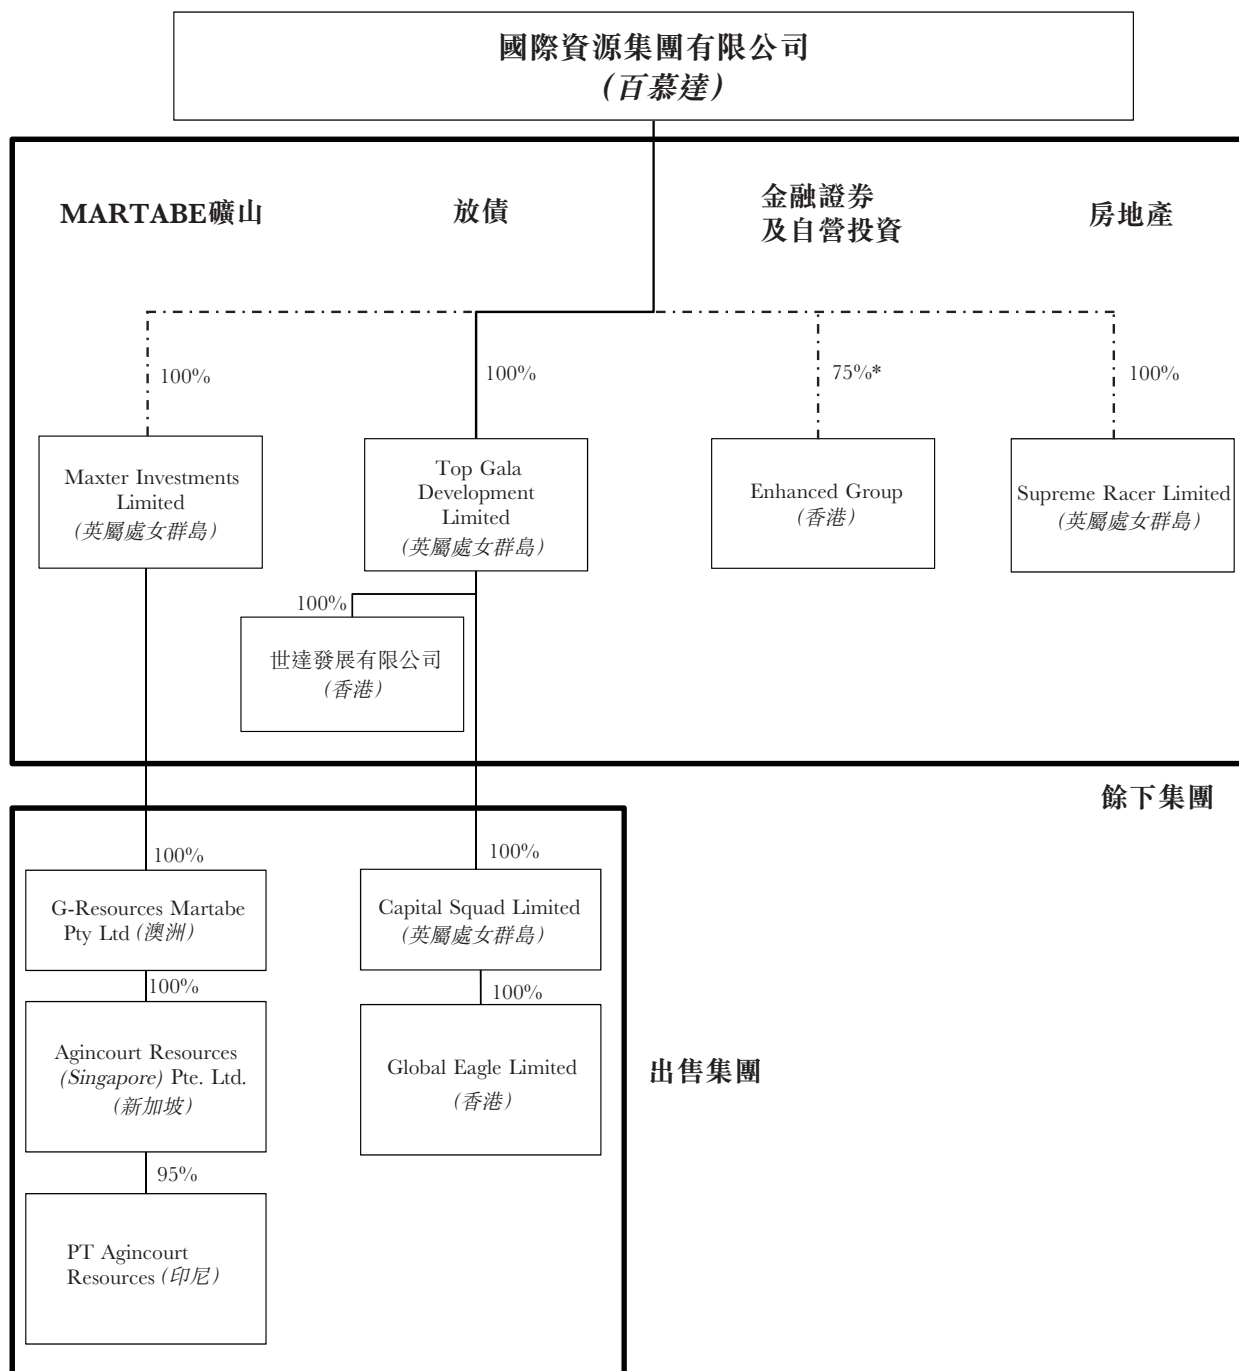 國際資源集團有限公司
（百慕達）
MARTABE礦山
放債
金融證券
及自營投資
房地產
100%
100%
75%*
100%
Maxter Investments
Limited
（英屬處女群島）
Top Gala
Development
Limited
（英屬處女群島）
Enhanced Group
（香港）
Supreme Racer Limited
（英屬處女群島）
100%
世達發展有限公司
（香港）
餘下集團
100%
100%
G-Resources Martabe
Pty Ltd（澳洲）
Capital Squad Limited
（英屬處女群島）
100%
100%
Agincourt Resources
(Singapore) Pte. Ltd.
（新加坡）
Global Eagle Limited
（香港）
出售集團
95%
PT Agincourt
Resources（印尼）